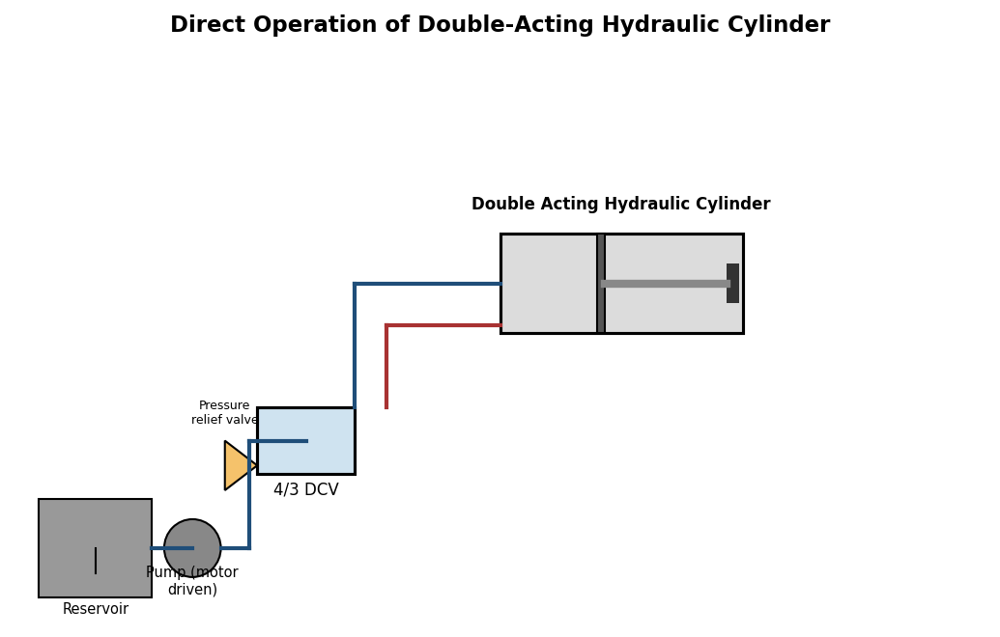 Direct Operation of Double-Acting Hydraulic Cylinder
Double Acting Hydraulic Cylinder
Pressure
relief valve
4/3 DCV
Pump (motor
driven)
Reservoir